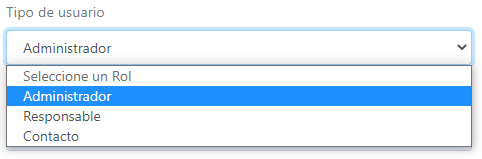 Tipo de usuario
Administrador
Seleccione un Rol
Administrador
Responsable
Contacto